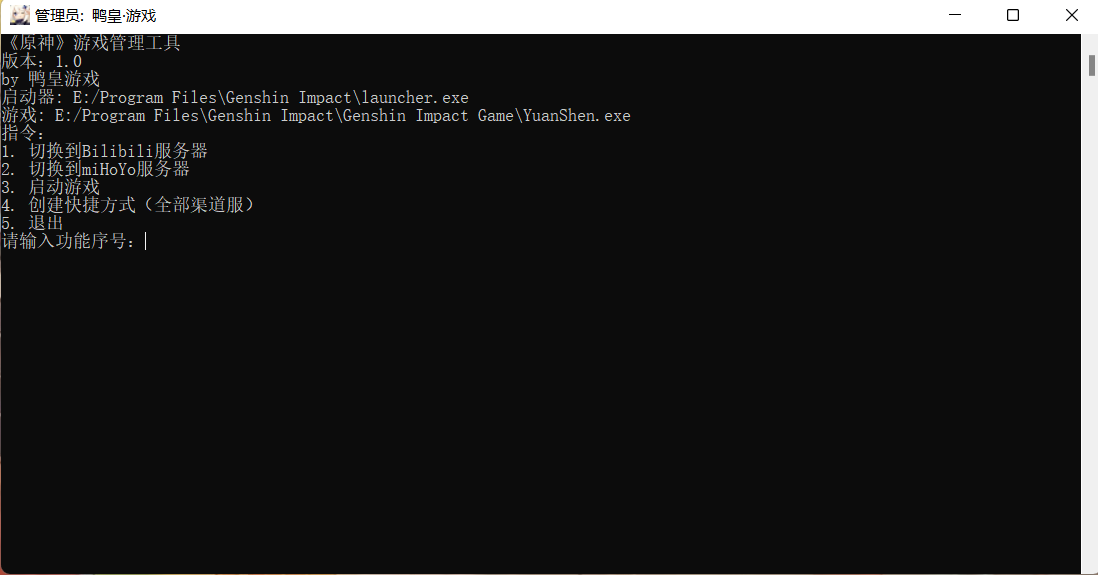 管理员: 鸭皇·游戏
《原神》游戏管理工具
版本：1.0
by 鸭皇游戏
启动器: E:/Program Files\Genshin Impact\launcher.exe
游戏: E:/Program Files\Genshin Impact\Genshin Impact Game\YuanShen.exe
指令：
1. 切换到Bilibili服务器
2. 切换到miHoYo服务器
3. 启动游戏
4. 创建快捷方式（全部渠道服）
5. 退出
请输入功能序号：